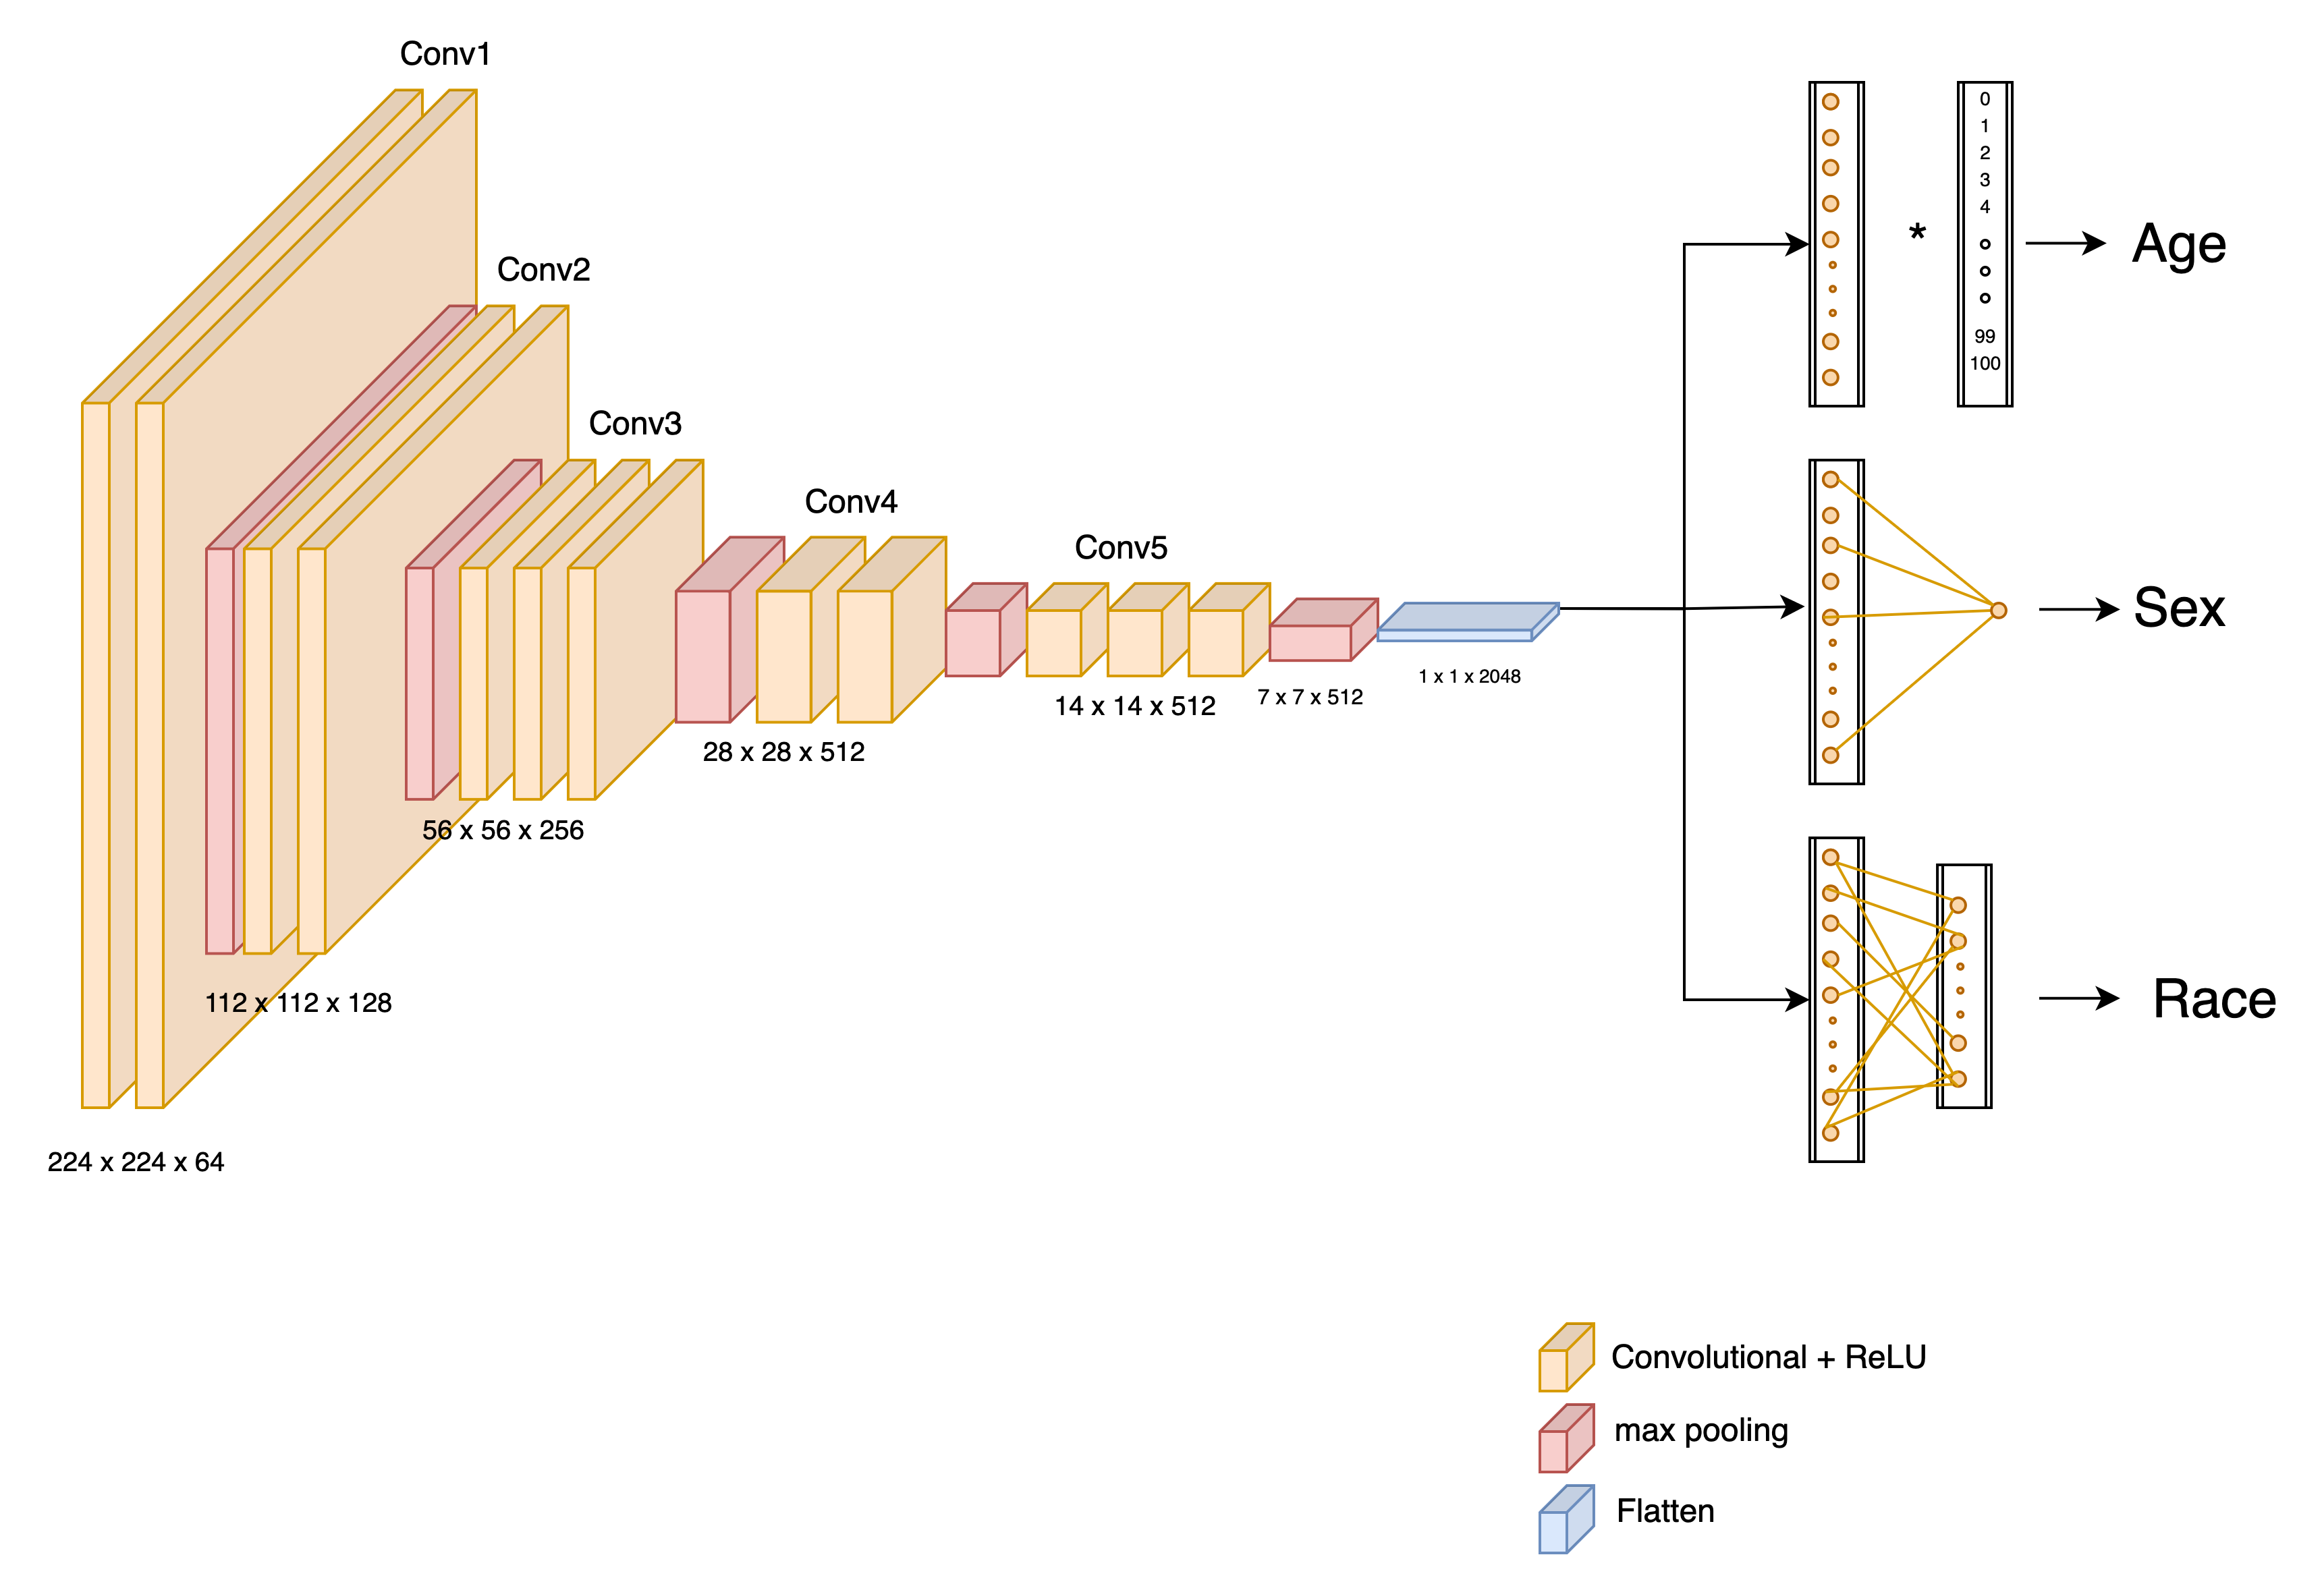 Conv1
Conv2
Conv3
Conv4
Conv5
224 x 224 x 64
112 x 112 x 128
56 x 56 x 256
28 x 28 x 512
14 x 14 x 512
7 x 7 x 512
1 x 1 x 2048
*
0
1
2
3
4
99
100
Age
Sex
Race
Convolutional + ReLU
max pooling
Flatten